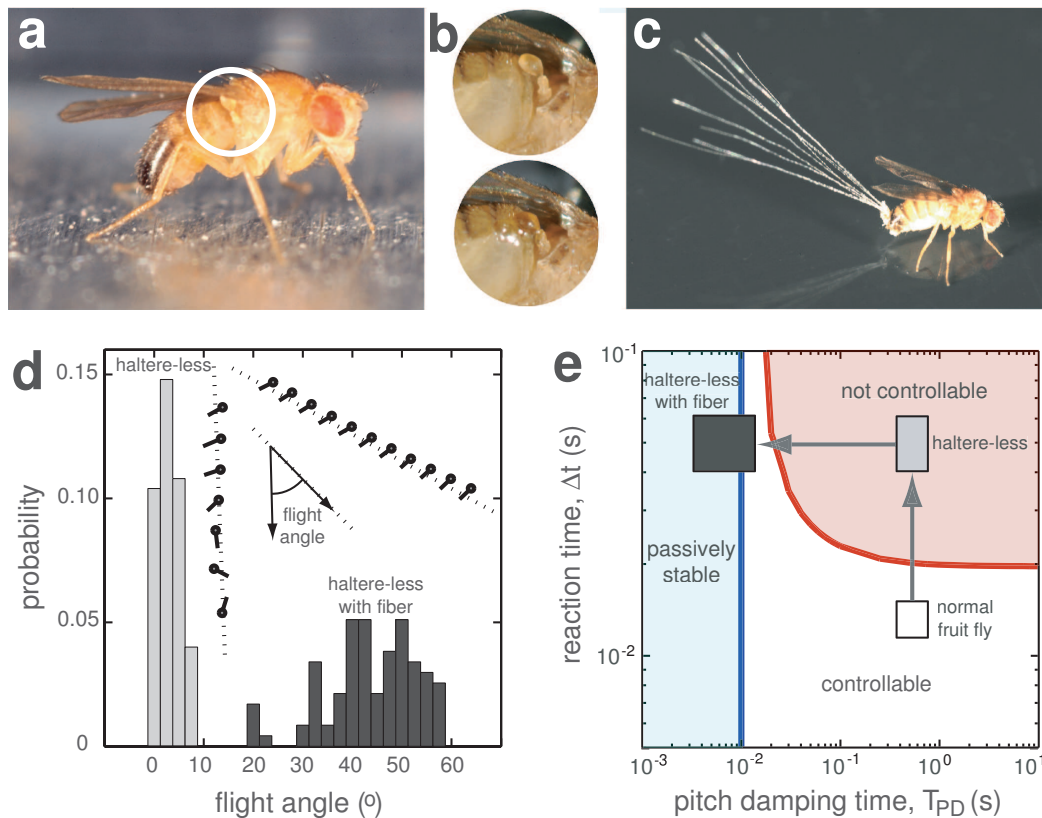 a
b
c
d
haltere-less
0.15
0.10
0.05
0
probability
flight
angle
haltere-less
with fiber
0 10 20 30 40 50 60
flight angle (º)
e
10⁻¹
10⁻²
reaction time, Δt (s)
haltere-less
with fiber
not controllable
haltere-less
passively
stable
normal
fruit fly
controllable
10⁻³ 10⁻² 10⁻¹ 10⁰ 10¹
pitch damping time, T_PD (s)